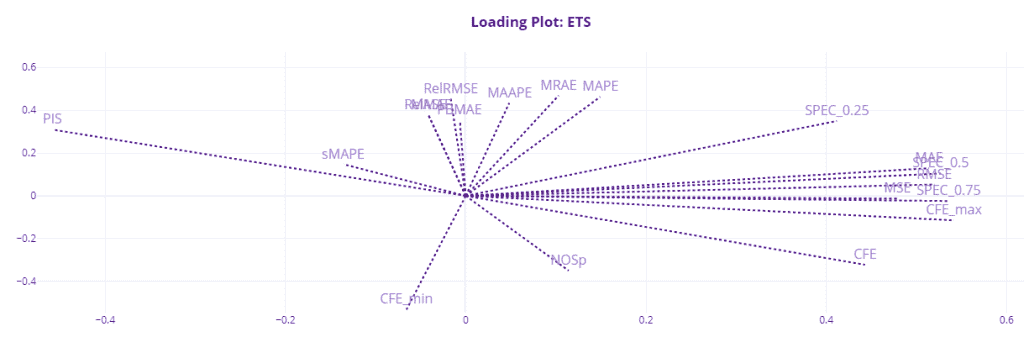 Loading Plot: ETS
0.6
0.4
0.2
0
−0.2
−0.4
PIS
sMAPE
RelRMSE
PBMAE
MAAPE
MRAE
MAPE
SPEC_0.25
MAE
SPEC_0.5
RMSE
MSE
SPEC_0.75
CFE_max
CFE
NOSp
CFE_min
−0.4
−0.2
0
0.2
0.4
0.6